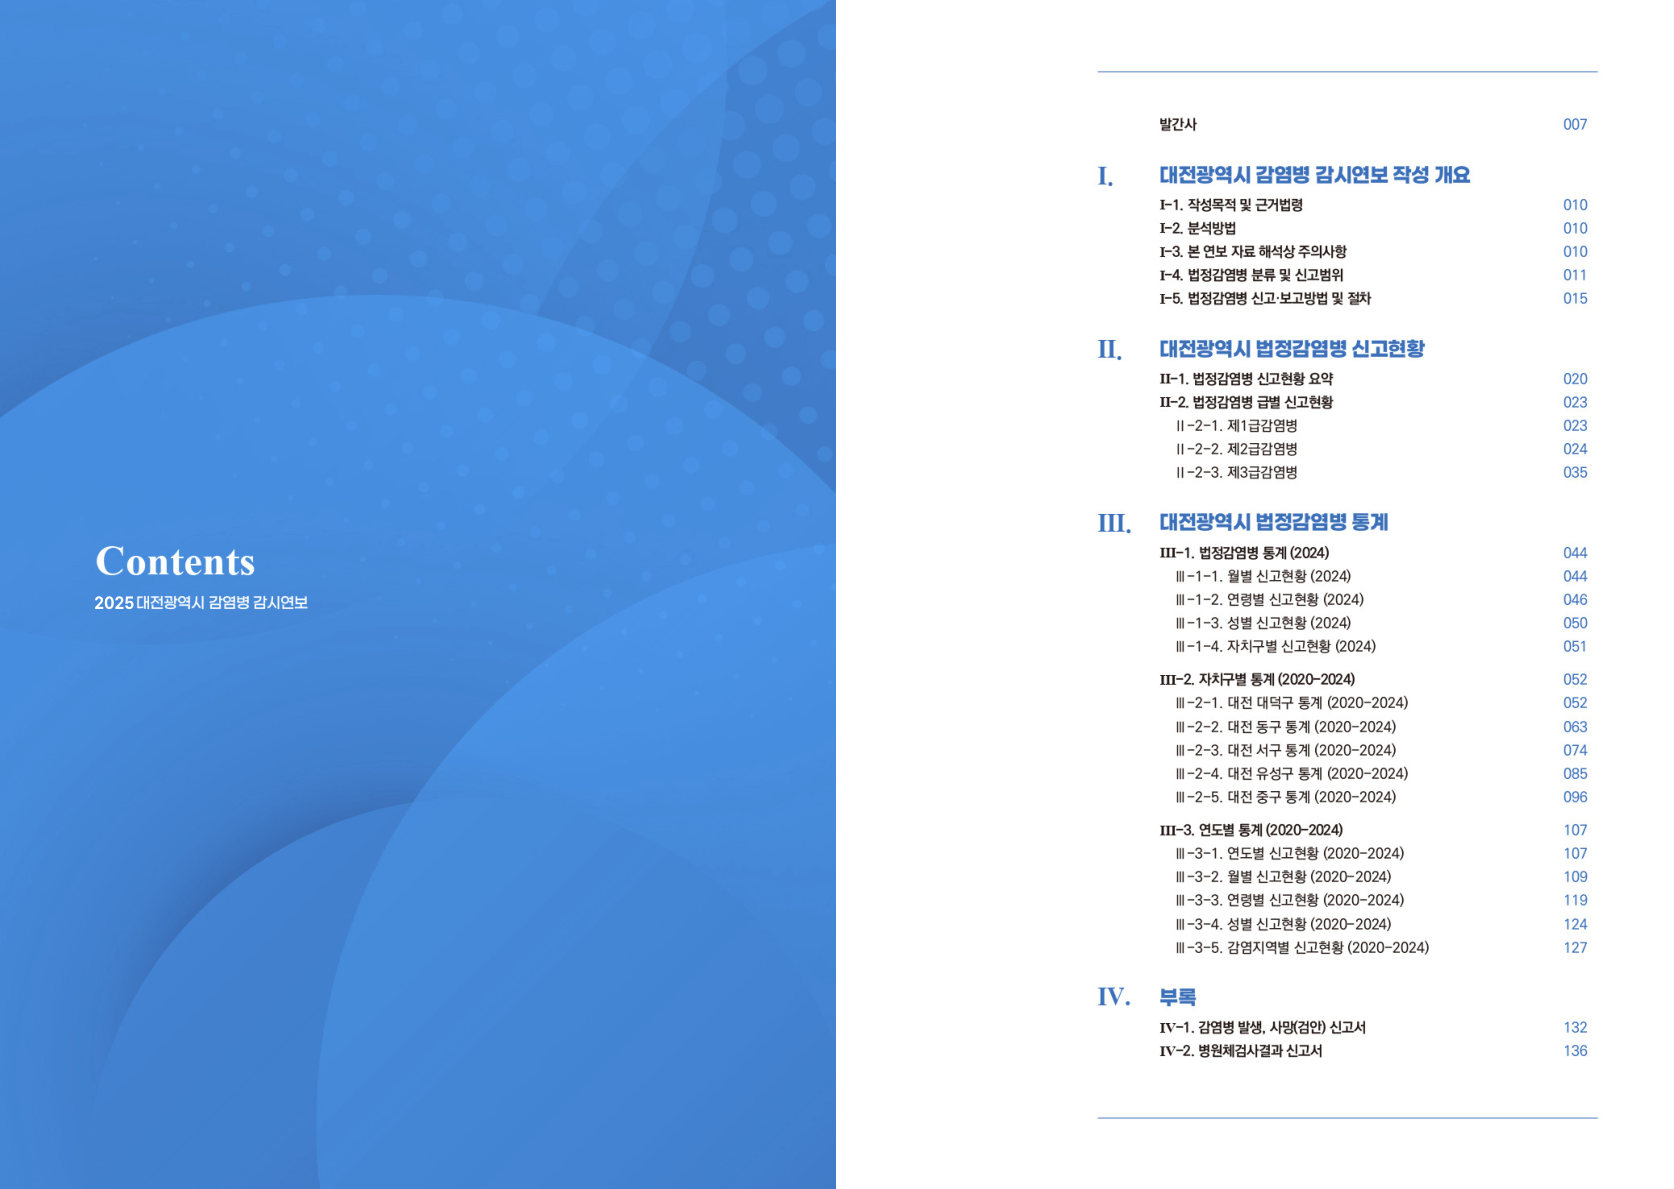 Contents
2025 대전광역시 감염병 감시연보
발간사 007
I. 대전광역시 감염병 감시연보 작성 개요
I-1. 작성목적 및 근거법령 010
I-2. 분석방법 010
I-3. 본 연보 자료 해석상 주의사항 010
I-4. 법정감염병 분류 및 신고범위 011
I-5. 법정감염병 신고·보고방법 및 절차 015
II. 대전광역시 법정감염병 신고현황
II-1. 법정감염병 신고현황 요약 020
II-2. 법정감염병 급별 신고현황 023
Ⅱ-2-1. 제1급감염병 023
Ⅱ-2-2. 제2급감염병 024
Ⅱ-2-3. 제3급감염병 035
III. 대전광역시 법정감염병 통계
III-1. 법정감염병 통계 (2024) 044
Ⅲ-1-1. 월별 신고현황 (2024) 044
Ⅲ-1-2. 연령별 신고현황 (2024) 046
Ⅲ-1-3. 성별 신고현황 (2024) 050
Ⅲ-1-4. 자치구별 신고현황 (2024) 051
III-2. 자치구별 통계 (2020-2024) 052
Ⅲ-2-1. 대전 대덕구 통계 (2020-2024) 052
Ⅲ-2-2. 대전 동구 통계 (2020-2024) 063
Ⅲ-2-3. 대전 서구 통계 (2020-2024) 074
Ⅲ-2-4. 대전 유성구 통계 (2020-2024) 085
Ⅲ-2-5. 대전 중구 통계 (2020-2024) 096
III-3. 연도별 통계 (2020-2024) 107
Ⅲ-3-1. 연도별 신고현황 (2020-2024) 107
Ⅲ-3-2. 월별 신고현황 (2020-2024) 109
Ⅲ-3-3. 연령별 신고현황 (2020-2024) 119
Ⅲ-3-4. 성별 신고현황 (2020-2024) 124
Ⅲ-3-5. 감염지역별 신고현황 (2020-2024) 127
IV. 부록
IV-1. 감염병 발생, 사망(검안) 신고서 132
IV-2. 병원체검사결과 신고서 136